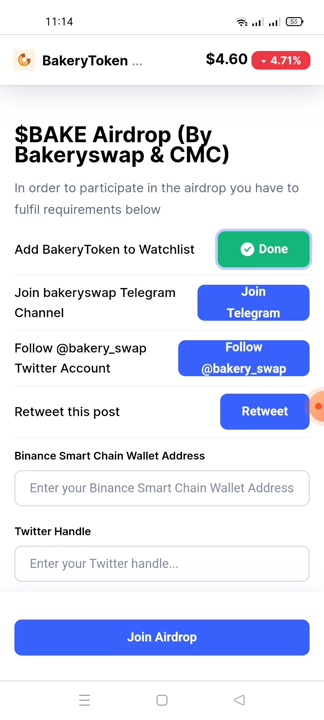 11:14
53
BakeryToken ...
$4.60
4.71%
$BAKE Airdrop (By
Bakeryswap & CMC)
In order to participate in the airdrop you have to
fulfil requirements below
Add BakeryToken to Watchlist
Done
Join bakeryswap Telegram
Channel
Join
Telegram
Follow @bakery_swap
Twitter Account
Follow
@bakery_swap
Retweet this post
Retweet
Binance Smart Chain Wallet Address
Enter your Binance Smart Chain Wallet Address
Twitter Handle
Enter your Twitter handle...
Join Airdrop